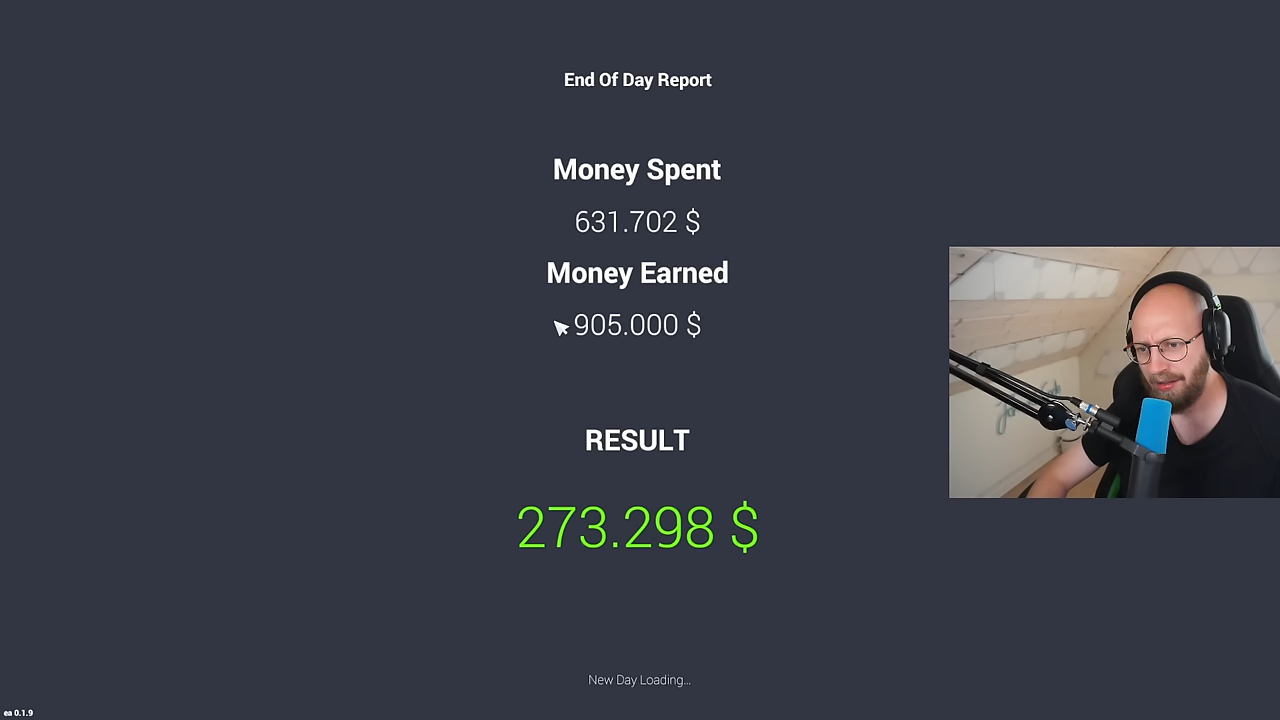 End Of Day Report
Money Spent
631.702 $
Money Earned
905.000 $
RESULT
273.298 $
New Day Loading...
ea 0.1.9